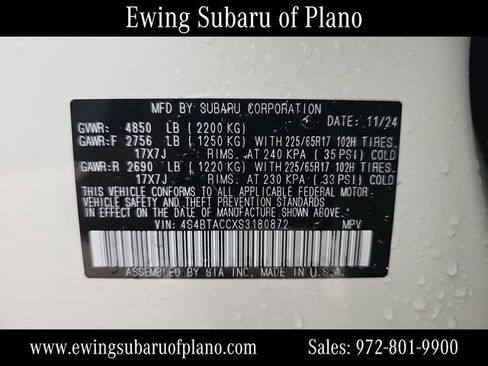 Ewing Subaru of Plano
MFD BY SUBARU CORPORATION DATE: 11/24
GVWR: 4850 LB (2200 KG)
GAWR:F 2756 LB (1250 KG) WITH 225/65R17 102H TIRES,
17X7J RIMS, AT 240 KPA (35 PSI) COLD
GAWR:R 2690 LB (1220 KG) WITH 225/65R17 102H TIRES,
17X7J RIMS, AT 230 KPA (33 PSI) COLD
THIS VEHICLE CONFORMS TO ALL APPLICABLE FEDERAL MOTOR
VEHICLE SAFETY, BUMPER, AND THEFT PREVENTION STANDARDS
IN EFFECT ON THE DATE OF MANUFACTURE SHOWN ABOVE.
VIN: 4S4BTACCXS3180872 MPV
ASSEMBLED BY SIA INC. MADE IN U.S.A.
www.ewingsubaruofplano.com Sales: 972-801-9900